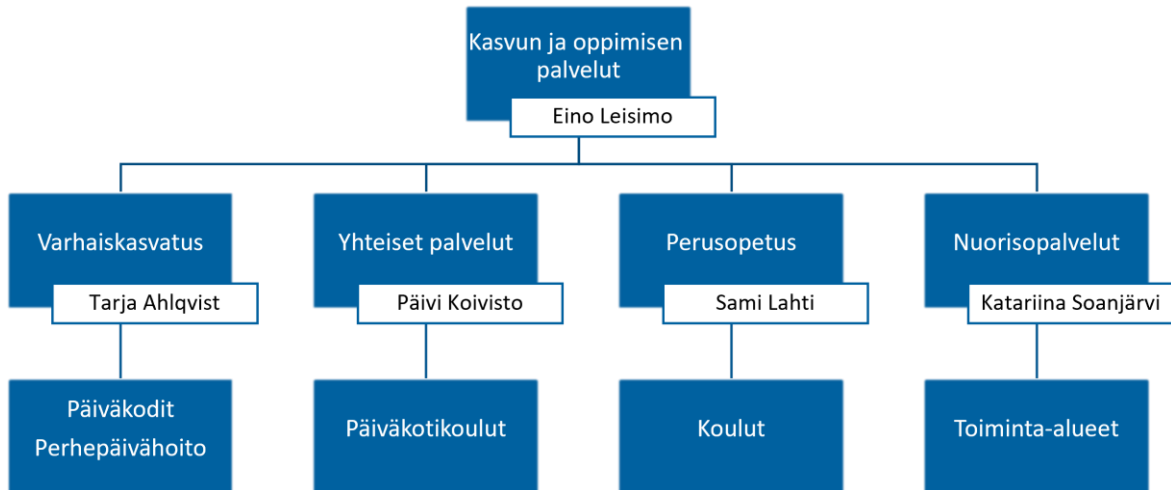 Kasvun ja oppimisen
palvelut
Eino Leisimo
Varhaiskasvatus
Tarja Ahlqvist
Yhteiset palvelut
Päivi Koivisto
Perusopetus
Sami Lahti
Nuorisopalvelut
Katariina Soanjärvi
Päiväkodit
Perhepäivähoito
Päiväkotikoulut
Koulut
Toiminta-alueet